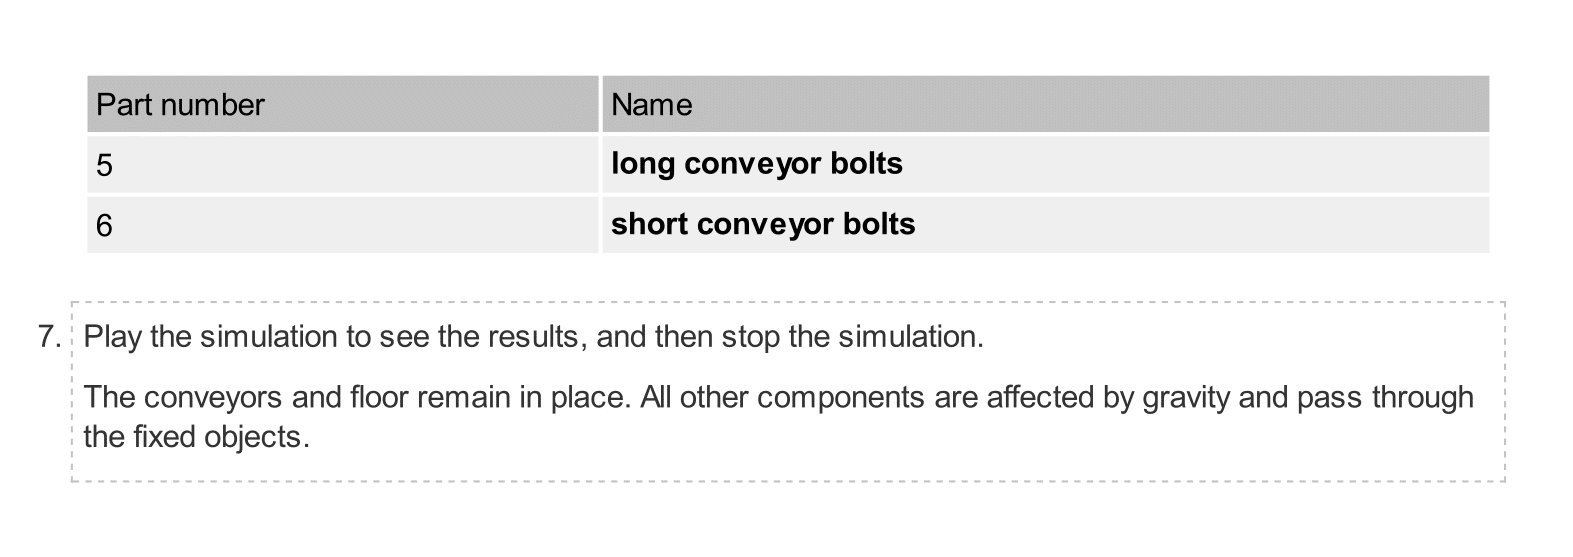 Part number Name
5 long conveyor bolts
6 short conveyor bolts
7. Play the simulation to see the results, and then stop the simulation.
The conveyors and floor remain in place. All other components are affected by gravity and pass through
the fixed objects.